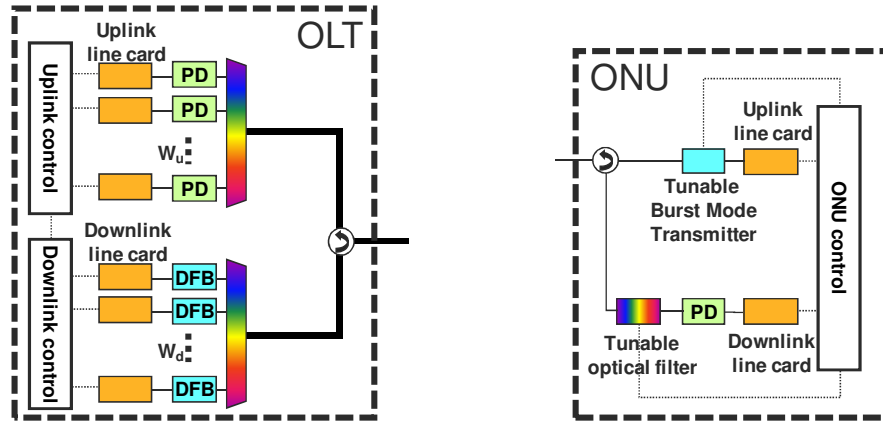 OLT
Uplink
line card
Uplink control
PD
PD
Wu
PD
Downlink
line card
Downlink control
DFB
DFB
Wd
DFB
ONU
Uplink
line card
Tunable
Burst Mode
Transmitter
ONU control
PD
Tunable
optical filter
Downlink
line card